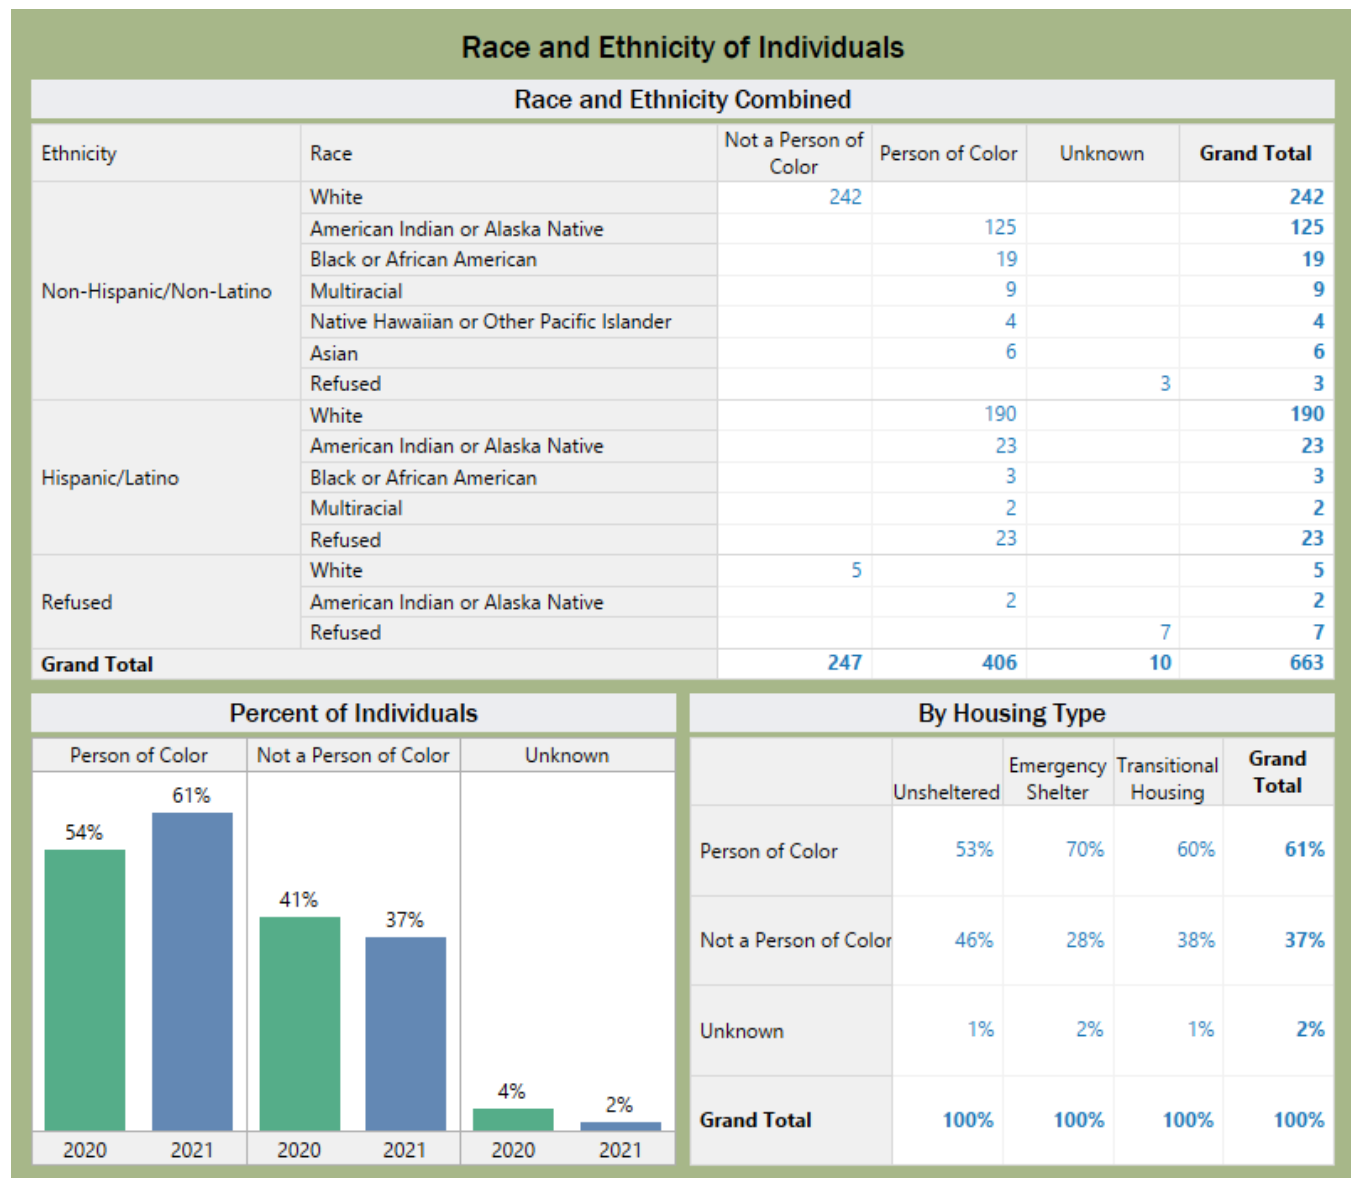 Race and Ethnicity of Individuals
Race and Ethnicity Combined
Ethnicity Race Not a Person of Color Person of Color Unknown Grand Total
Non-Hispanic/Non-Latino
White 242 242
American Indian or Alaska Native 125 125
Black or African American 19 19
Multiracial 9 9
Native Hawaiian or Other Pacific Islander 4 4
Asian 6 6
Refused 3 3
Hispanic/Latino
White 190 190
American Indian or Alaska Native 23 23
Black or African American 3 3
Multiracial 2 2
Refused 23 23
Refused
White 5 5
American Indian or Alaska Native 2 2
Refused 7 7
Grand Total 247 406 10 663
Percent of Individuals
Person of Color Not a Person of Color Unknown
54% 61% 41% 37% 4% 2%
2020 2021 2020 2021 2020 2021
By Housing Type
Unsheltered Emergency Shelter Transitional Housing Grand Total
Person of Color 53% 70% 60% 61%
Not a Person of Color 46% 28% 38% 37%
Unknown 1% 2% 1% 2%
Grand Total 100% 100% 100% 100%